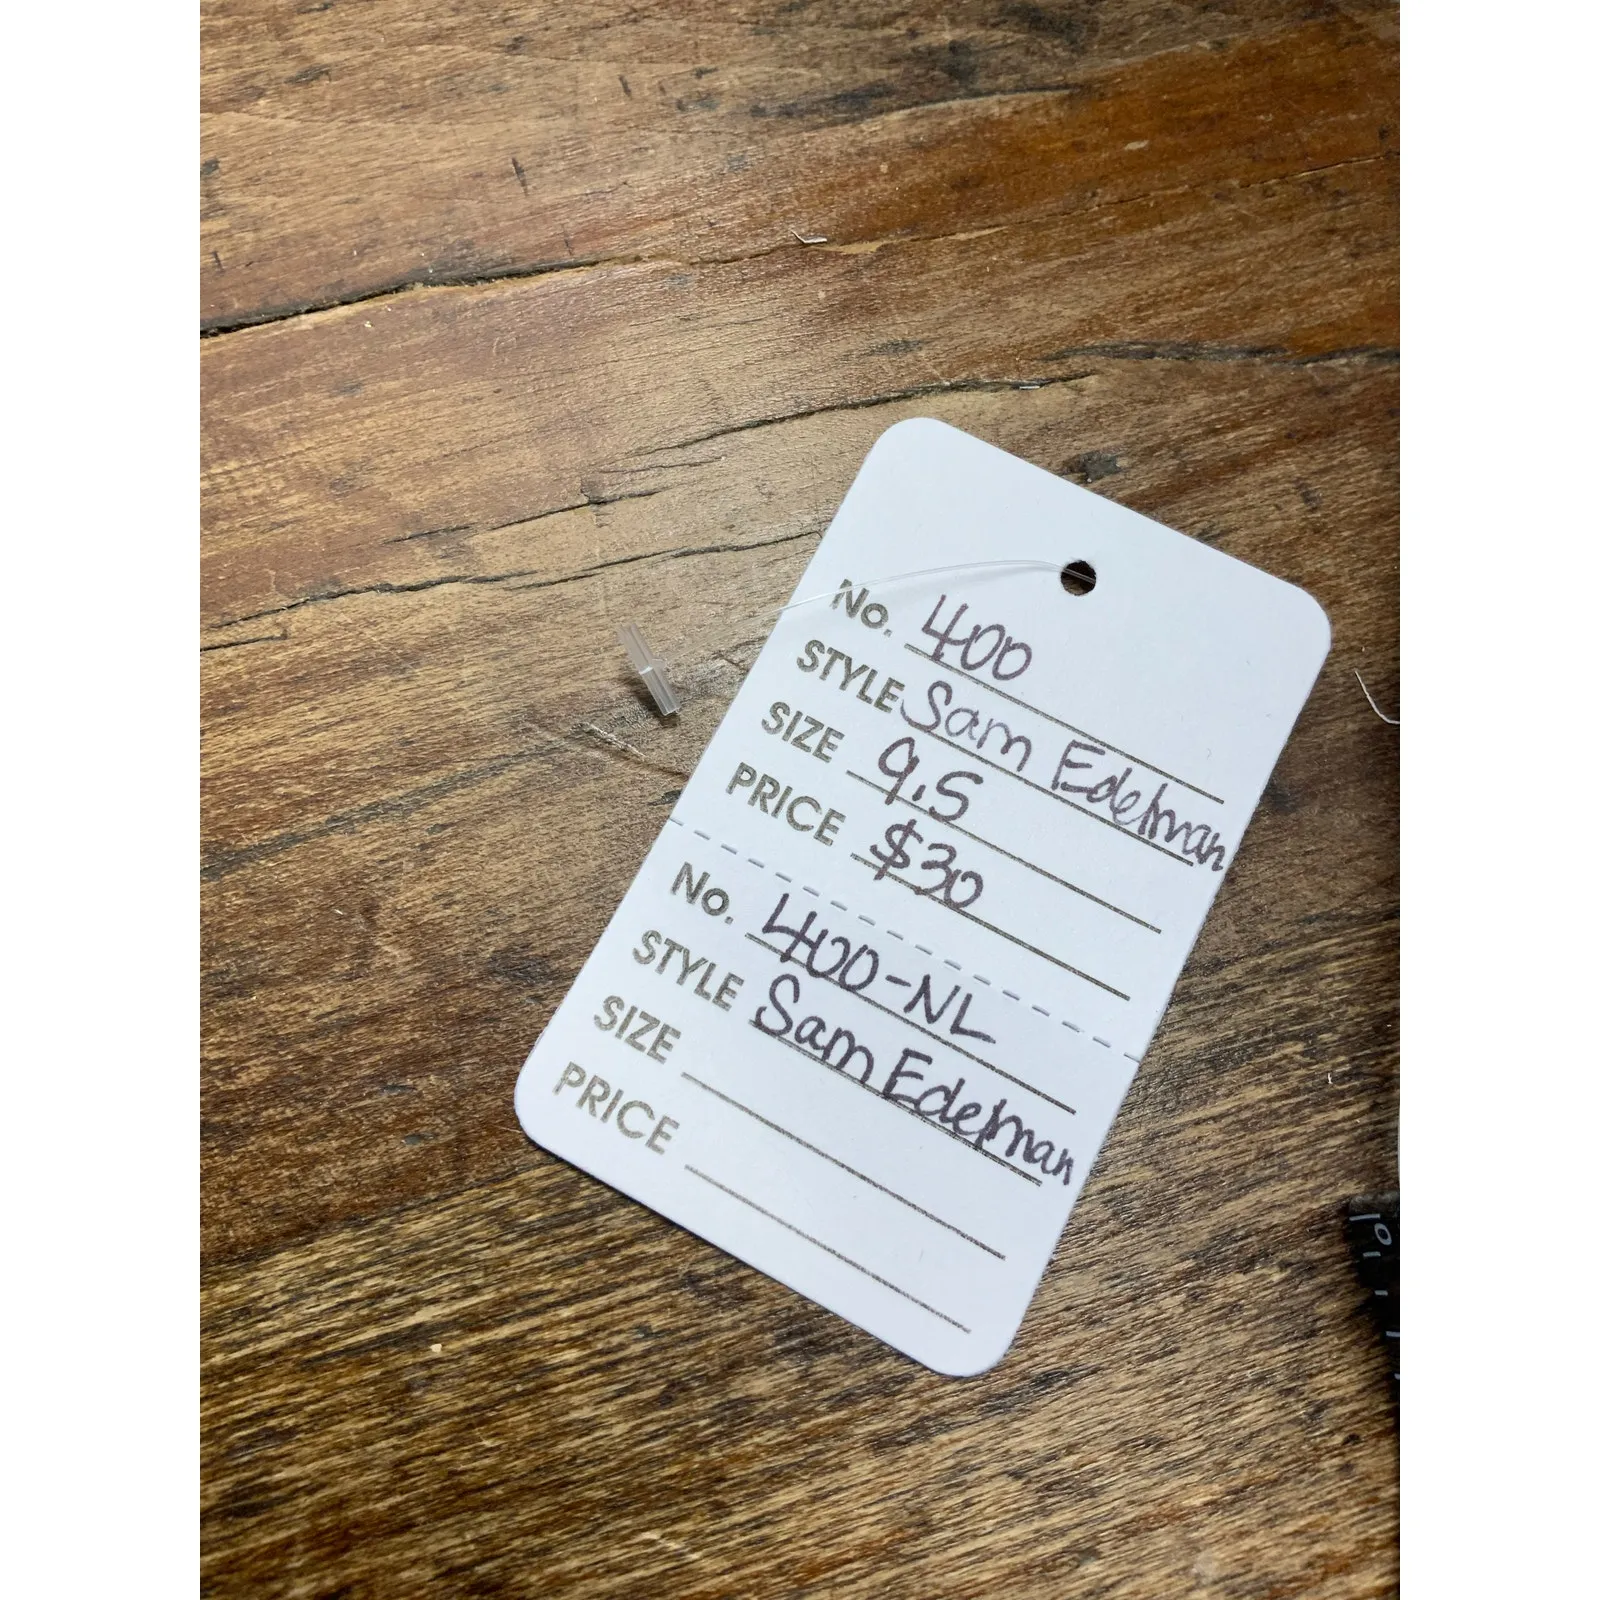 No. 400
STYLE Sam Edelman
SIZE 9.5
PRICE $30
No. 400-NL
STYLE Sam Edelman
SIZE
PRICE